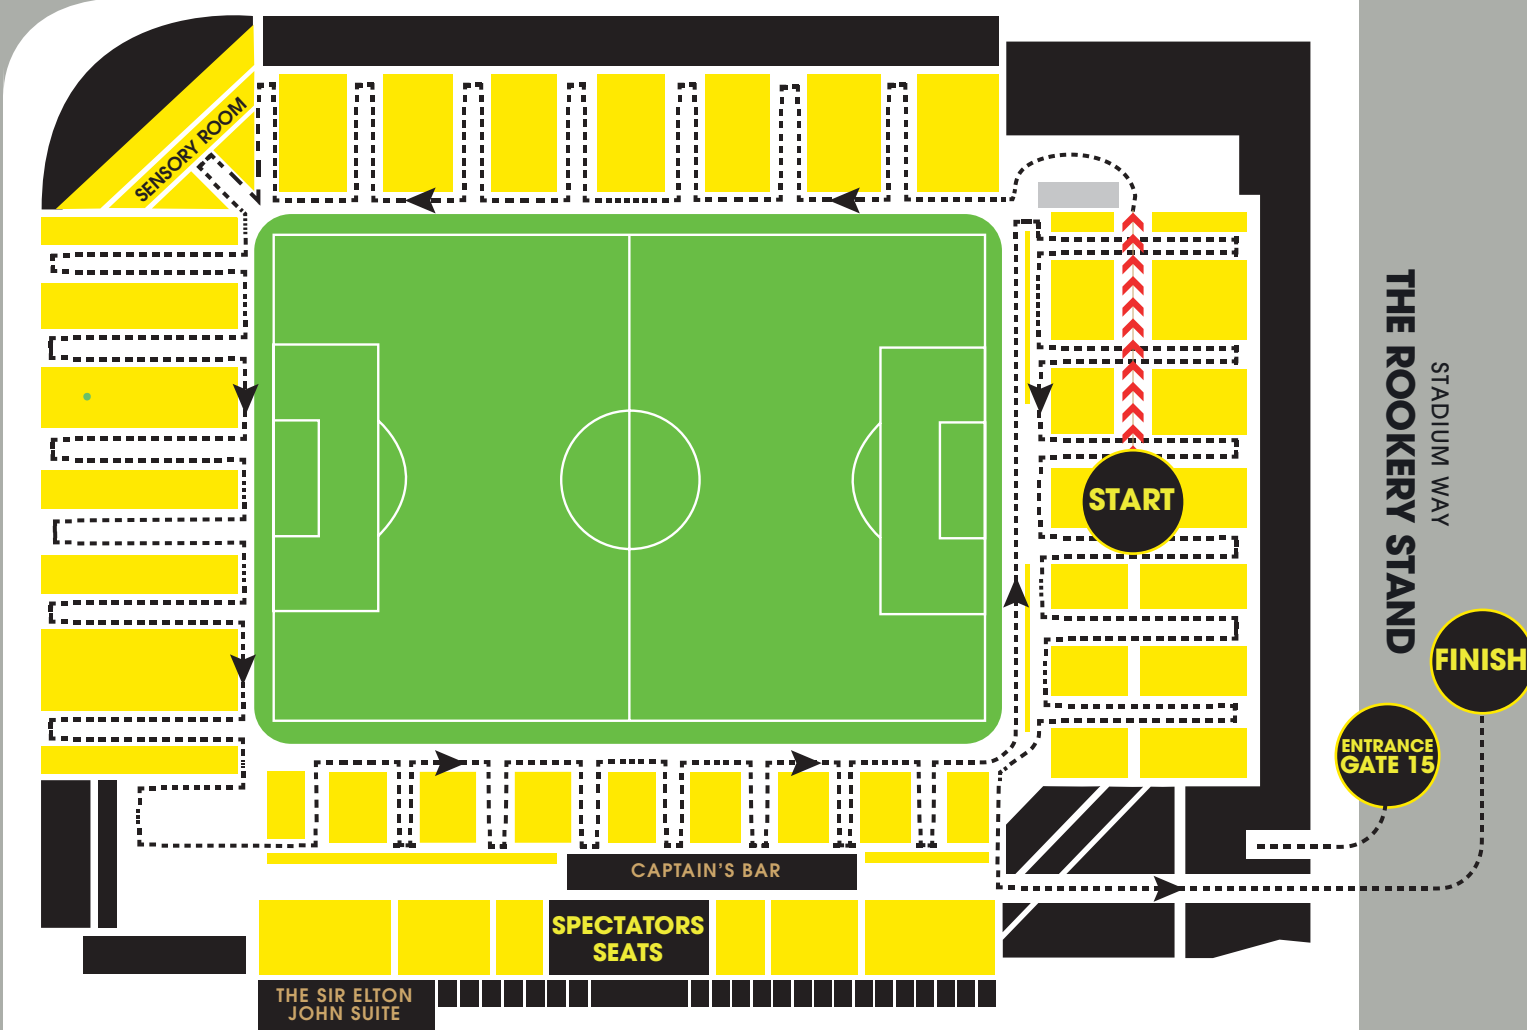 SENSORY ROOM
START
STADIUM WAY
THE ROOKERY STAND
FINISH
ENTRANCE
GATE 15
CAPTAIN'S BAR
SPECTATORS
SEATS
THE SIR ELTON
JOHN SUITE